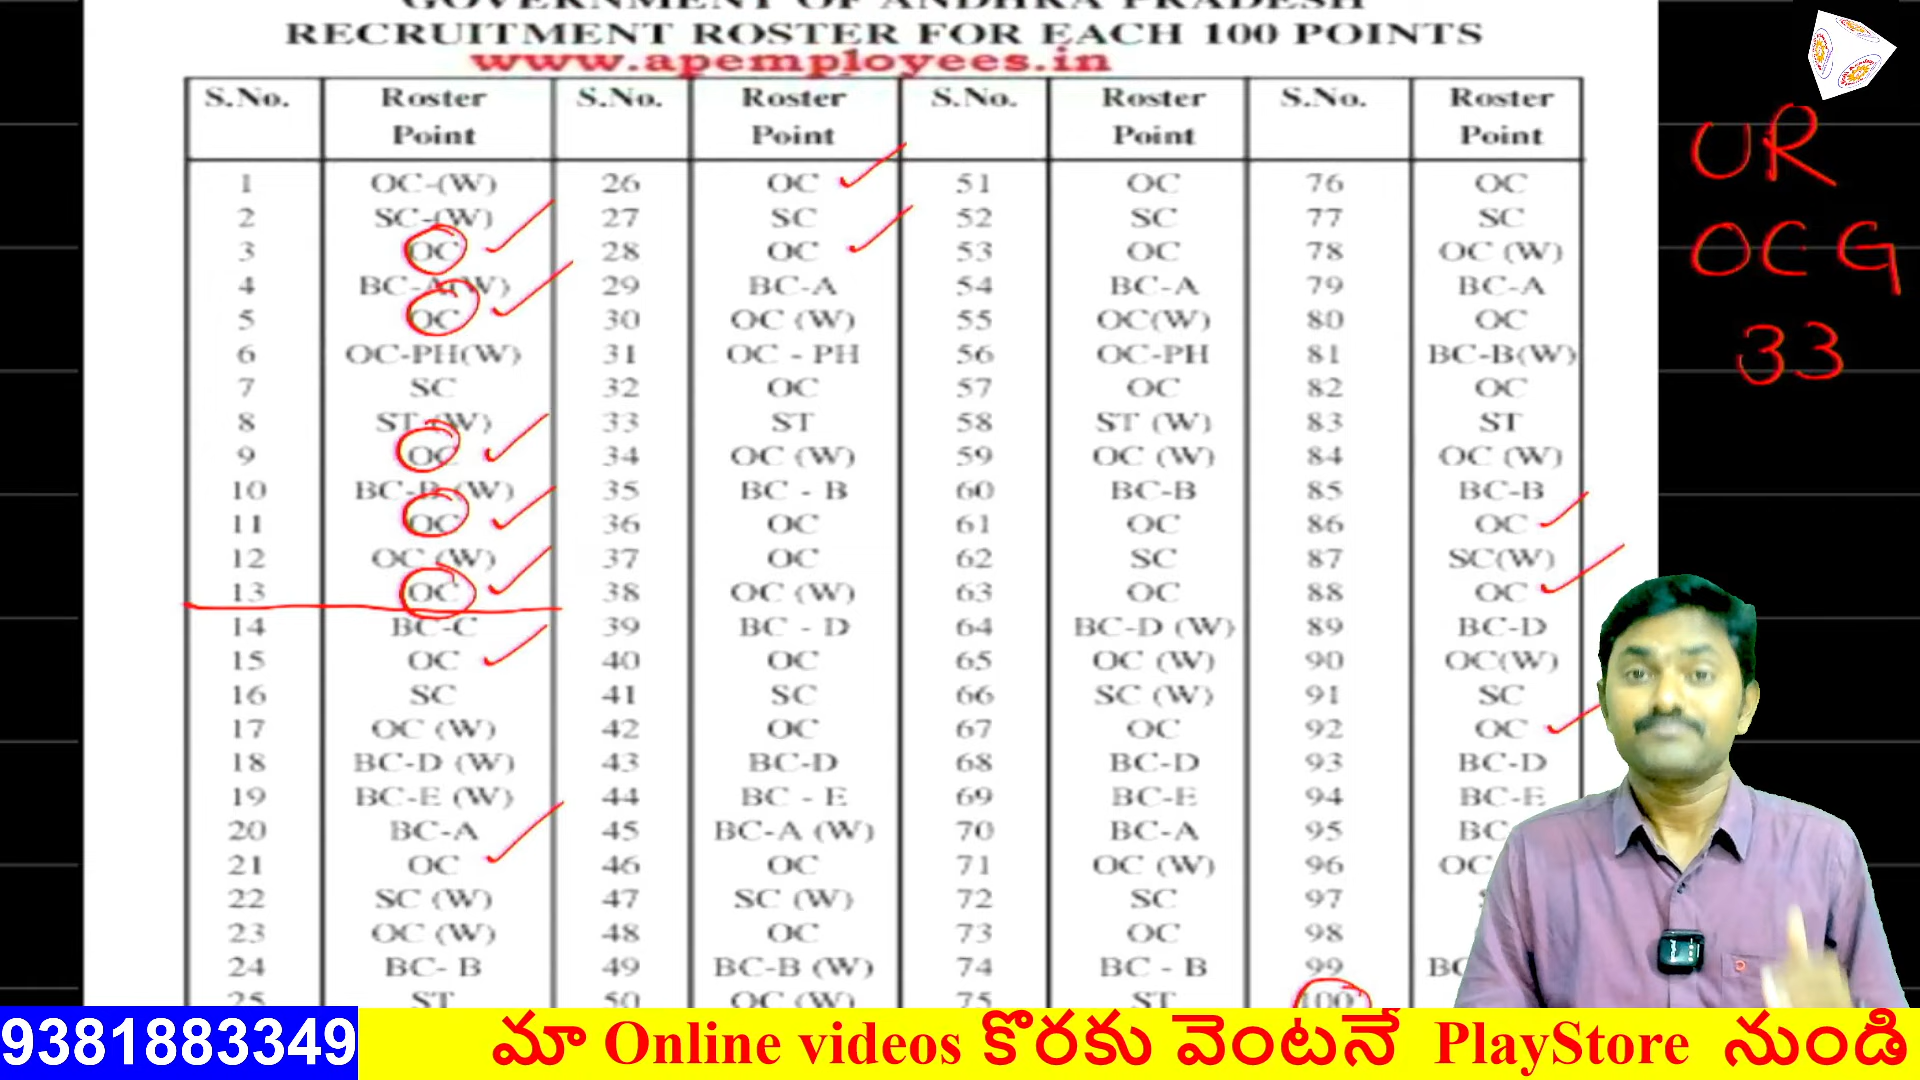 GOVERNMENT OF ANDHRA PRADESH
RECRUITMENT ROSTER FOR EACH 100 POINTS
www.apemployees.in
S.No. Roster Point S.No. Roster Point S.No. Roster Point S.No. Roster Point
1 OC-(W) 26 OC 51 OC 76 OC
2 SC-(W) 27 SC 52 SC 77 SC
3 OC 28 OC 53 OC 78 OC (W)
4 BC-A(W) 29 BC-A 54 BC-A 79 BC-A
5 OC 30 OC (W) 55 OC(W) 80 OC
6 OC-PH(W) 31 OC - PH 56 OC-PH 81 BC-B(W)
7 SC 32 OC 57 OC 82 OC
8 ST (W) 33 ST 58 ST (W) 83 ST
9 OC 34 OC (W) 59 OC (W) 84 OC (W)
10 BC-B (W) 35 BC - B 60 BC-B 85 BC-B
11 OC 36 OC 61 OC 86 OC
12 OC (W) 37 OC 62 SC 87 SC(W)
13 OC 38 OC (W) 63 OC 88 OC
14 BC-C 39 BC - D 64 BC-D (W) 89 BC-D
15 OC 40 OC 65 OC (W) 90 OC(W)
16 SC 41 SC 66 SC (W) 91 SC
17 OC (W) 42 OC 67 OC 92 OC
18 BC-D (W) 43 BC-D 68 BC-D 93 BC-D
19 BC-E (W) 44 BC - E 69 BC-E 94 BC-E
20 BC-A 45 BC-A (W) 70 BC-A 95
21 OC 46 OC 71 OC (W) 96 OC
22 SC (W) 47 SC (W) 72 SC 97
23 OC (W) 48 OC 73 OC 98
24 BC- B 49 BC-B (W) 74 BC - B 99
25 ST 50 OC (W) 75 ST 100
UR
OC G
33
9381883349 మా Online videos కొరకు వెంటనే PlayStore నుండి